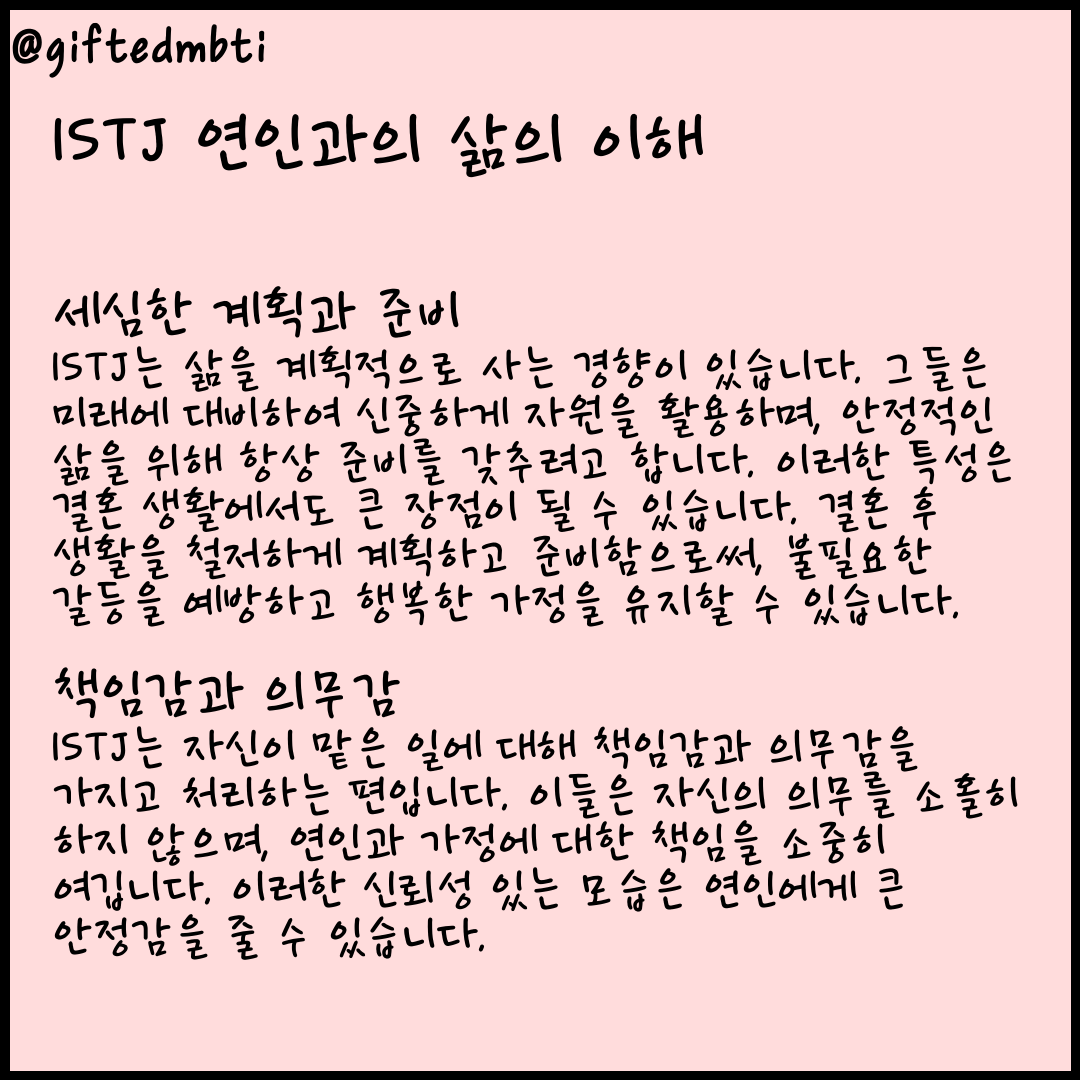 @giftedmbti
ISTJ 연인과의 삶의 이해
세심한 계획과 준비
ISTJ는 삶을 계획적으로 사는 경향이 있습니다. 그들은
미래에 대비하여 신중하게 자원을 활용하며, 안정적인
삶을 위해 항상 준비를 갖추려고 합니다. 이러한 특성은
결혼 생활에서도 큰 장점이 될 수 있습니다. 결혼 후
생활을 철저하게 계획하고 준비함으로써, 불필요한
갈등을 예방하고 행복한 가정을 유지할 수 있습니다.
책임감과 의무감
ISTJ는 자신이 맡은 일에 대해 책임감과 의무감을
가지고 처리하는 편입니다. 이들은 자신의 의무를 소홀히
하지 않으며, 연인과 가정에 대한 책임을 소중히
여깁니다. 이러한 신뢰성 있는 모습은 연인에게 큰
안정감을 줄 수 있습니다.